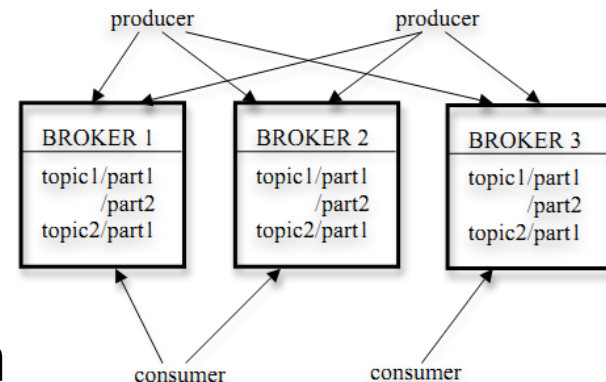 producer producer
BROKER 1 BROKER 2 BROKER 3
topic1/part1 topic1/part1 topic1/part1
/part2 /part2 /part2
topic2/part1 topic2/part1 topic2/part1
consumer consumer